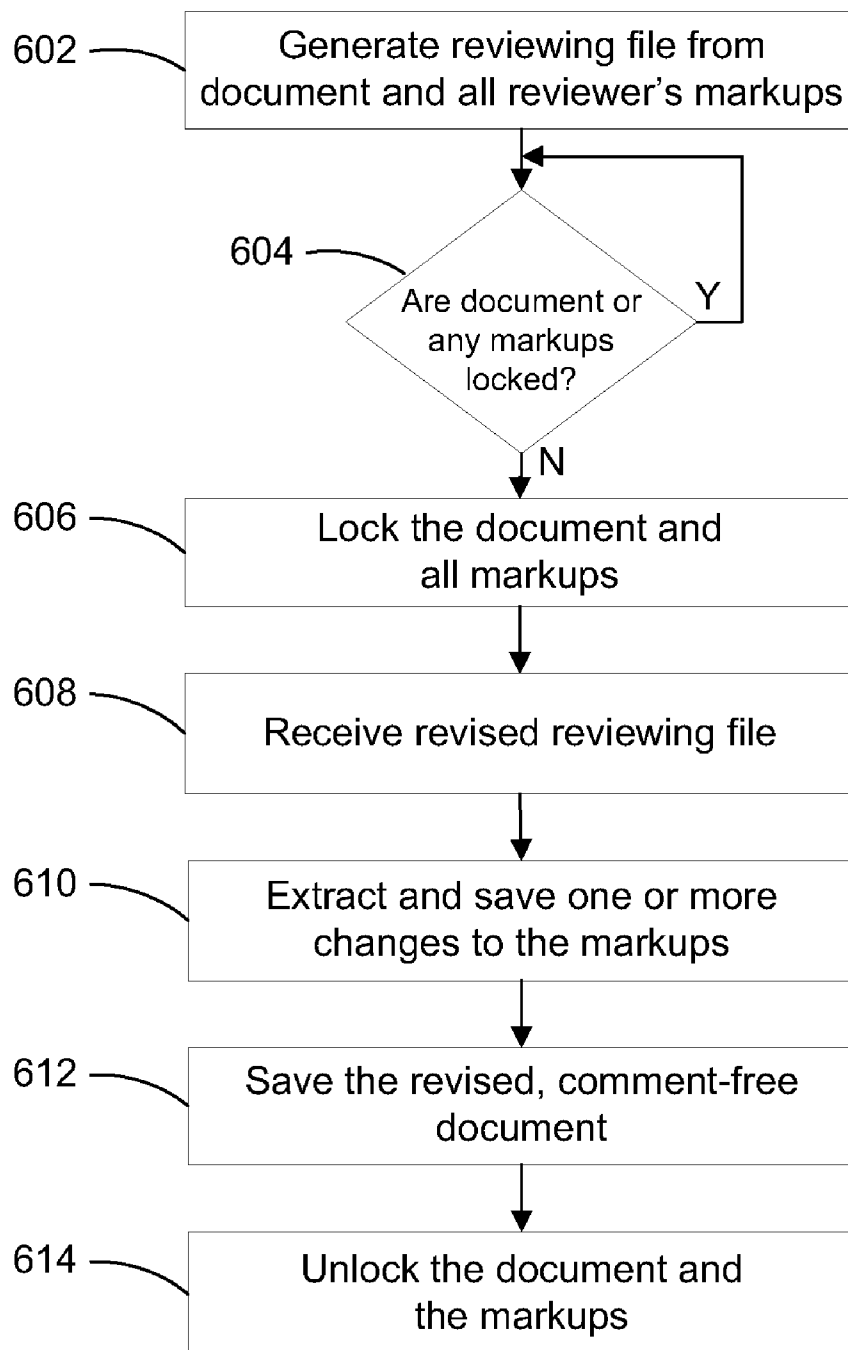 602
Generate reviewing file from
document and all reviewer's markups
604
Are document or
any markups
locked?
Y
N
606
Lock the document and
all markups
608
Receive revised reviewing file
610
Extract and save one or more
changes to the markups
612
Save the revised, comment-free
document
614
Unlock the document and
the markups